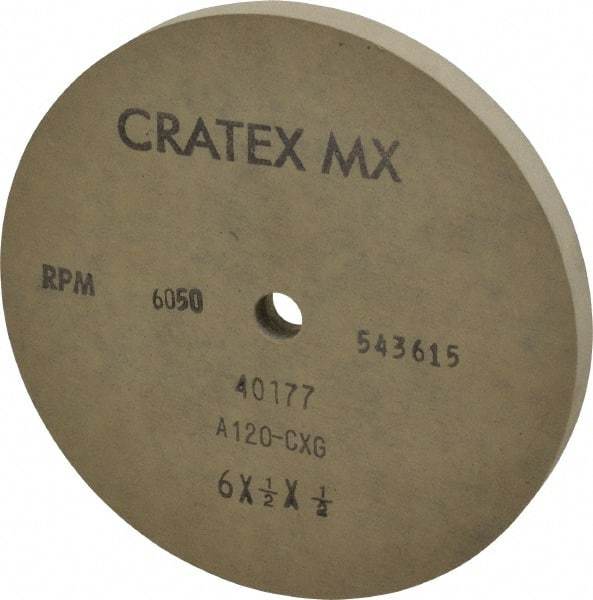 CRATEX MX
RPM 6050 543615
40177
A120-CXG
6X½X½